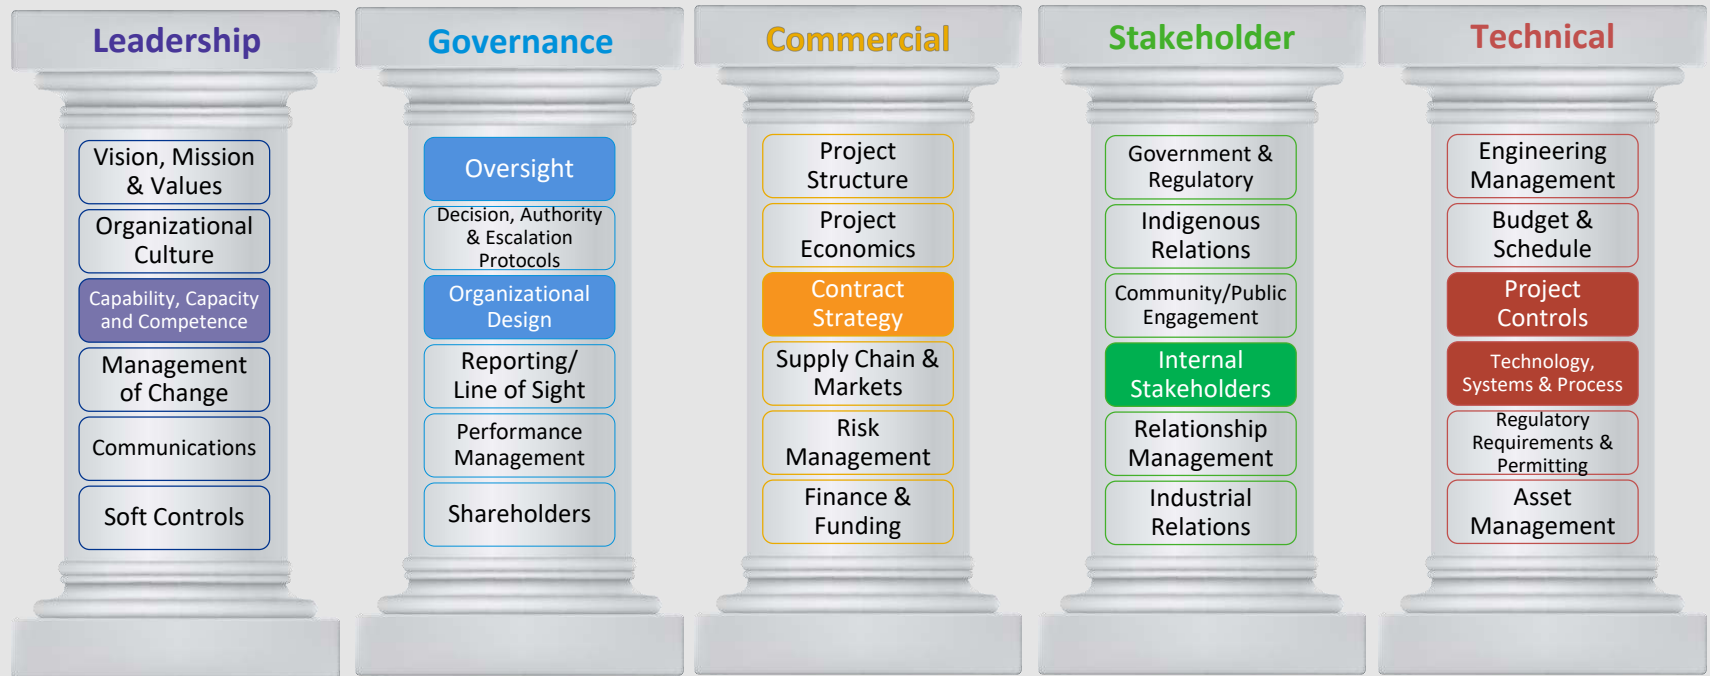 Leadership
Vision, Mission
& Values
Organizational
Culture
Capability, Capacity
and Competence
Management
of Change
Communications
Soft Controls
Governance
Oversight
Decision, Authority
& Escalation
Protocols
Organizational
Design
Reporting/
Line of Sight
Performance
Management
Shareholders
Commercial
Project
Structure
Project
Economics
Contract
Strategy
Supply Chain &
Markets
Risk
Management
Finance &
Funding
Stakeholder
Government &
Regulatory
Indigenous
Relations
Community/Public
Engagement
Internal
Stakeholders
Relationship
Management
Industrial
Relations
Technical
Engineering
Management
Budget &
Schedule
Project
Controls
Technology,
Systems & Process
Regulatory
Requirements &
Permitting
Asset
Management